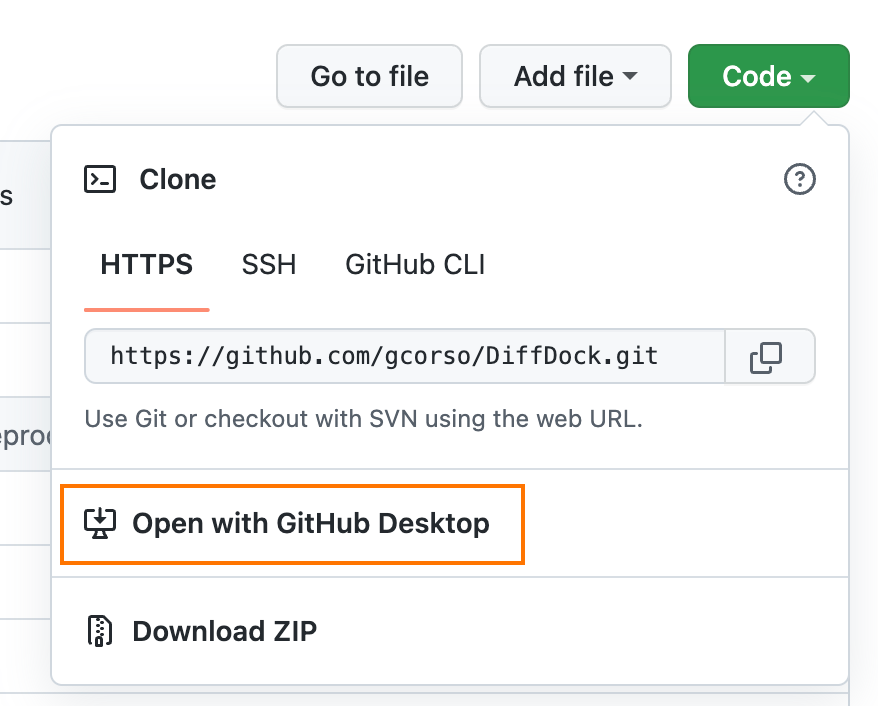 Go to file
Add file
Code
s
Clone
HTTPS
SSH
GitHub CLI
https://github.com/gcorso/DiffDock.git
Use Git or checkout with SVN using the web URL.
Open with GitHub Desktop
Download ZIP